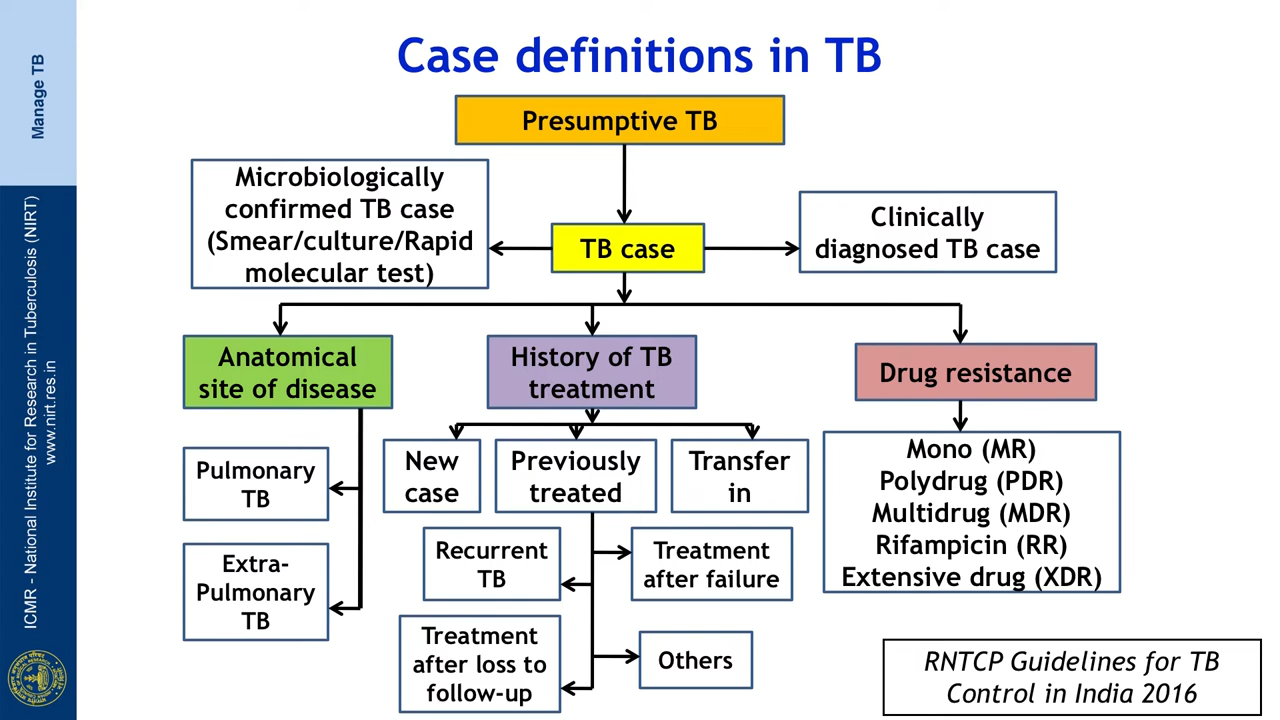 Case definitions in TB
Manage TB
ICMR - National Institute for Research in Tuberculosis (NIRT)
www.nirt.res.in
Presumptive TB
Microbiologically
confirmed TB case
(Smear/culture/Rapid
molecular test)
TB case
Clinically
diagnosed TB case
Anatomical
site of disease
History of TB
treatment
Drug resistance
Pulmonary
TB
Extra-
Pulmonary
TB
New
case
Previously
treated
Transfer
in
Recurrent
TB
Treatment
after failure
Treatment
after loss to
follow-up
Others
Mono (MR)
Polydrug (PDR)
Multidrug (MDR)
Rifampicin (RR)
Extensive drug (XDR)
RNTCP Guidelines for TB
Control in India 2016